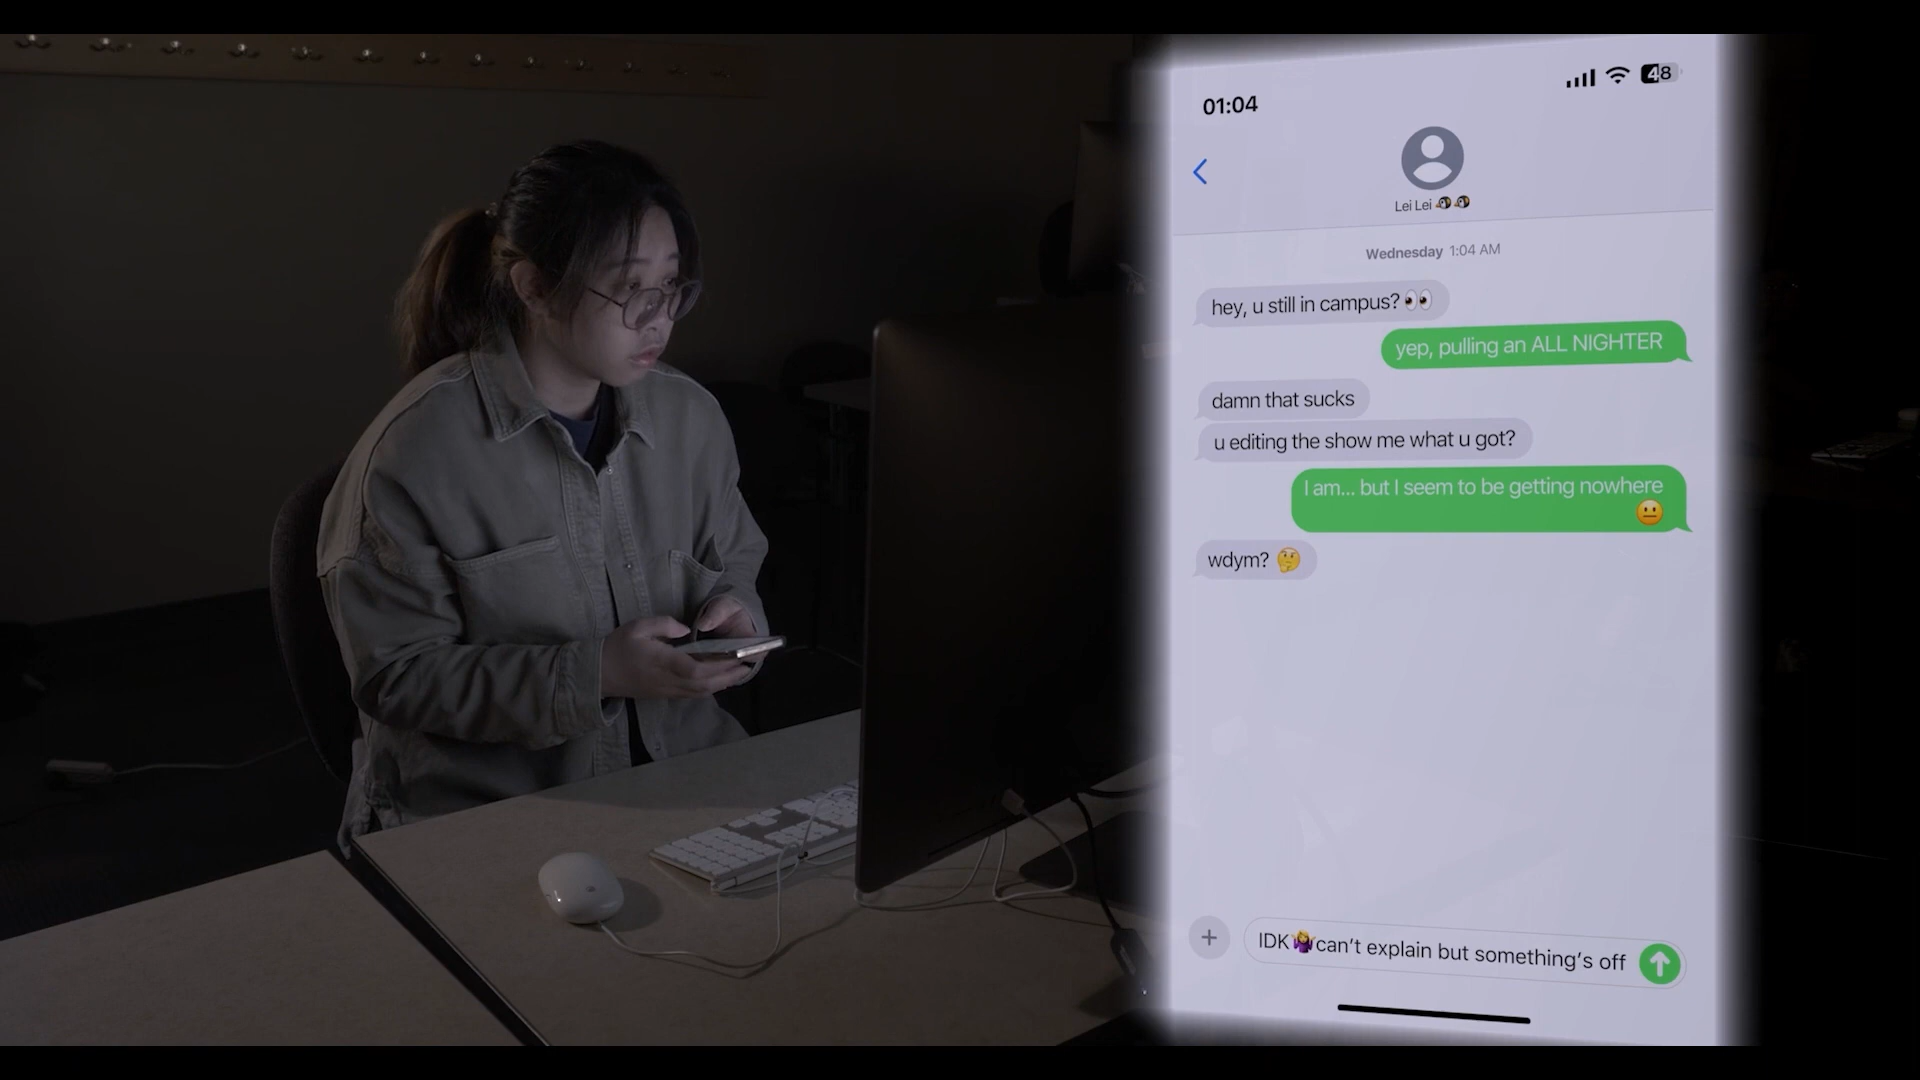 01:04
48
Lei Lei 🐧🐧
Wednesday 1:04 AM
hey, u still in campus? 👀
yep, pulling an ALL NIGHTER
damn that sucks
u editing the show me what u got?
I am... but I seem to be getting nowhere
😐
wdym? 🤔
IDK🤷‍♀️can't explain but something's off